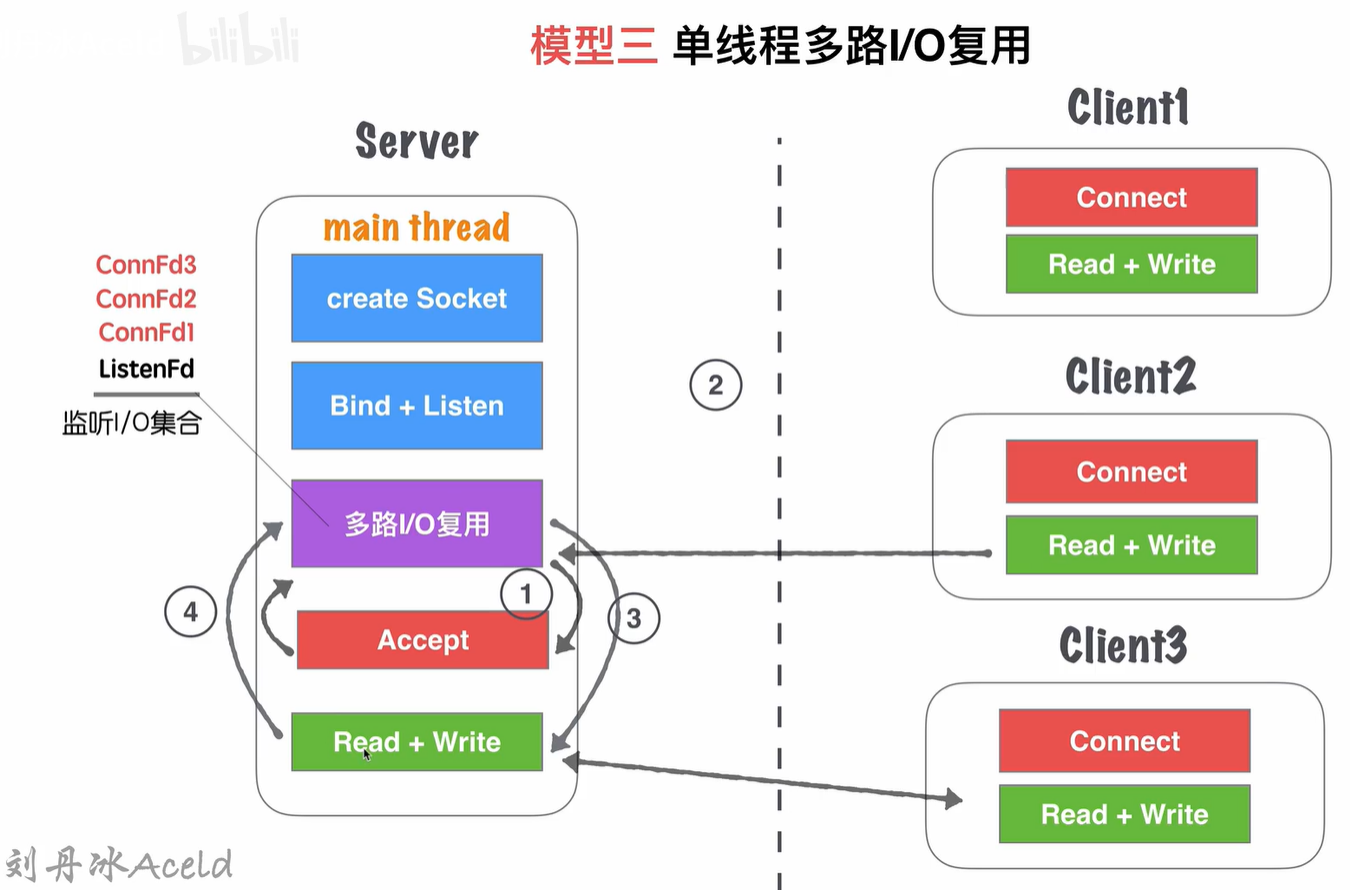 bilibili
模型三 单线程多路I/O复用
Server
main thread
create Socket
Bind + Listen
多路I/O复用
Accept
Read + Write
ConnFd3
ConnFd2
ConnFd1
ListenFd
监听I/O集合
1
2
3
4
Client1
Connect
Read + Write
Client2
Connect
Read + Write
Client3
Connect
Read + Write
刘丹冰Aceld